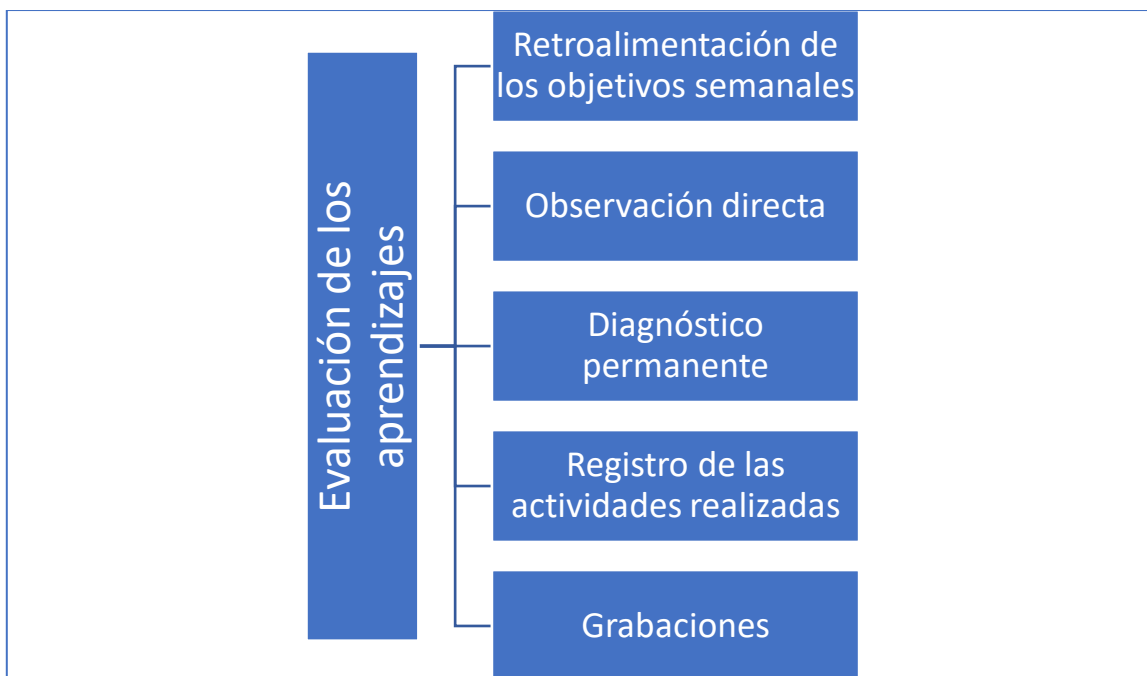 Evaluación de los
aprendizajes
Retroalimentación de
los objetivos semanales
Observación directa
Diagnóstico
permanente
Registro de las
actividades realizadas
Grabaciones